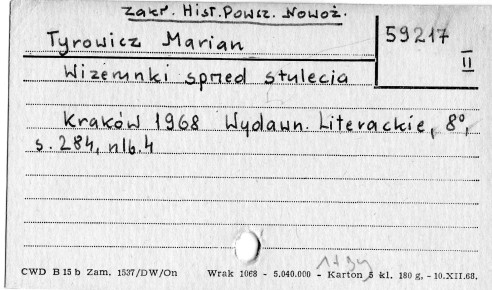 Zakr. Hist. Powsz. Nowoż.
Tyrowicz Marian
59217
II
Wizerunki sprzed stulecia
Kraków 1968 Wydawn. Literackie, 8°,
s. 284, nlb. 4
CWD B 15 b Zam. 1537/DW/On Wrak 1068 - 5.040.000 - Karton 5 kl. 180 g, - 10.XII.68.